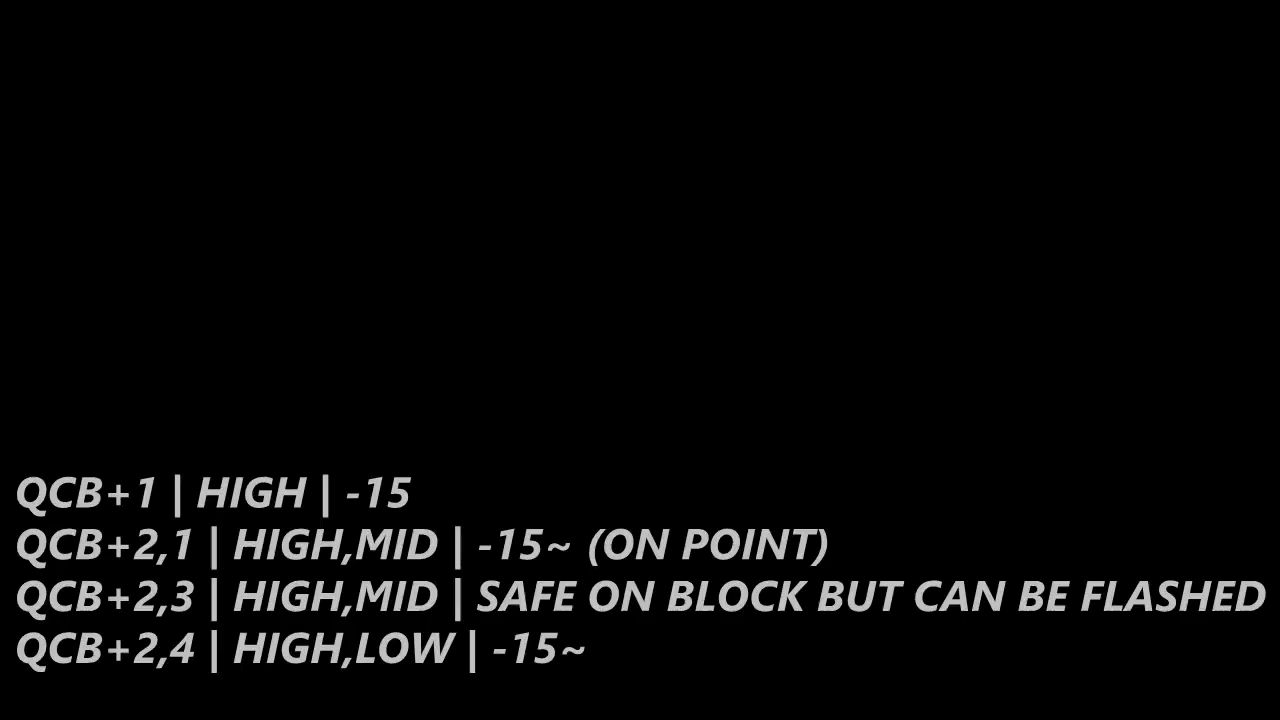 QCB+1 | HIGH | -15
QCB+2,1 | HIGH,MID | -15~ (ON POINT)
QCB+2,3 | HIGH,MID | SAFE ON BLOCK BUT CAN BE FLASHED
QCB+2,4 | HIGH,LOW | -15~